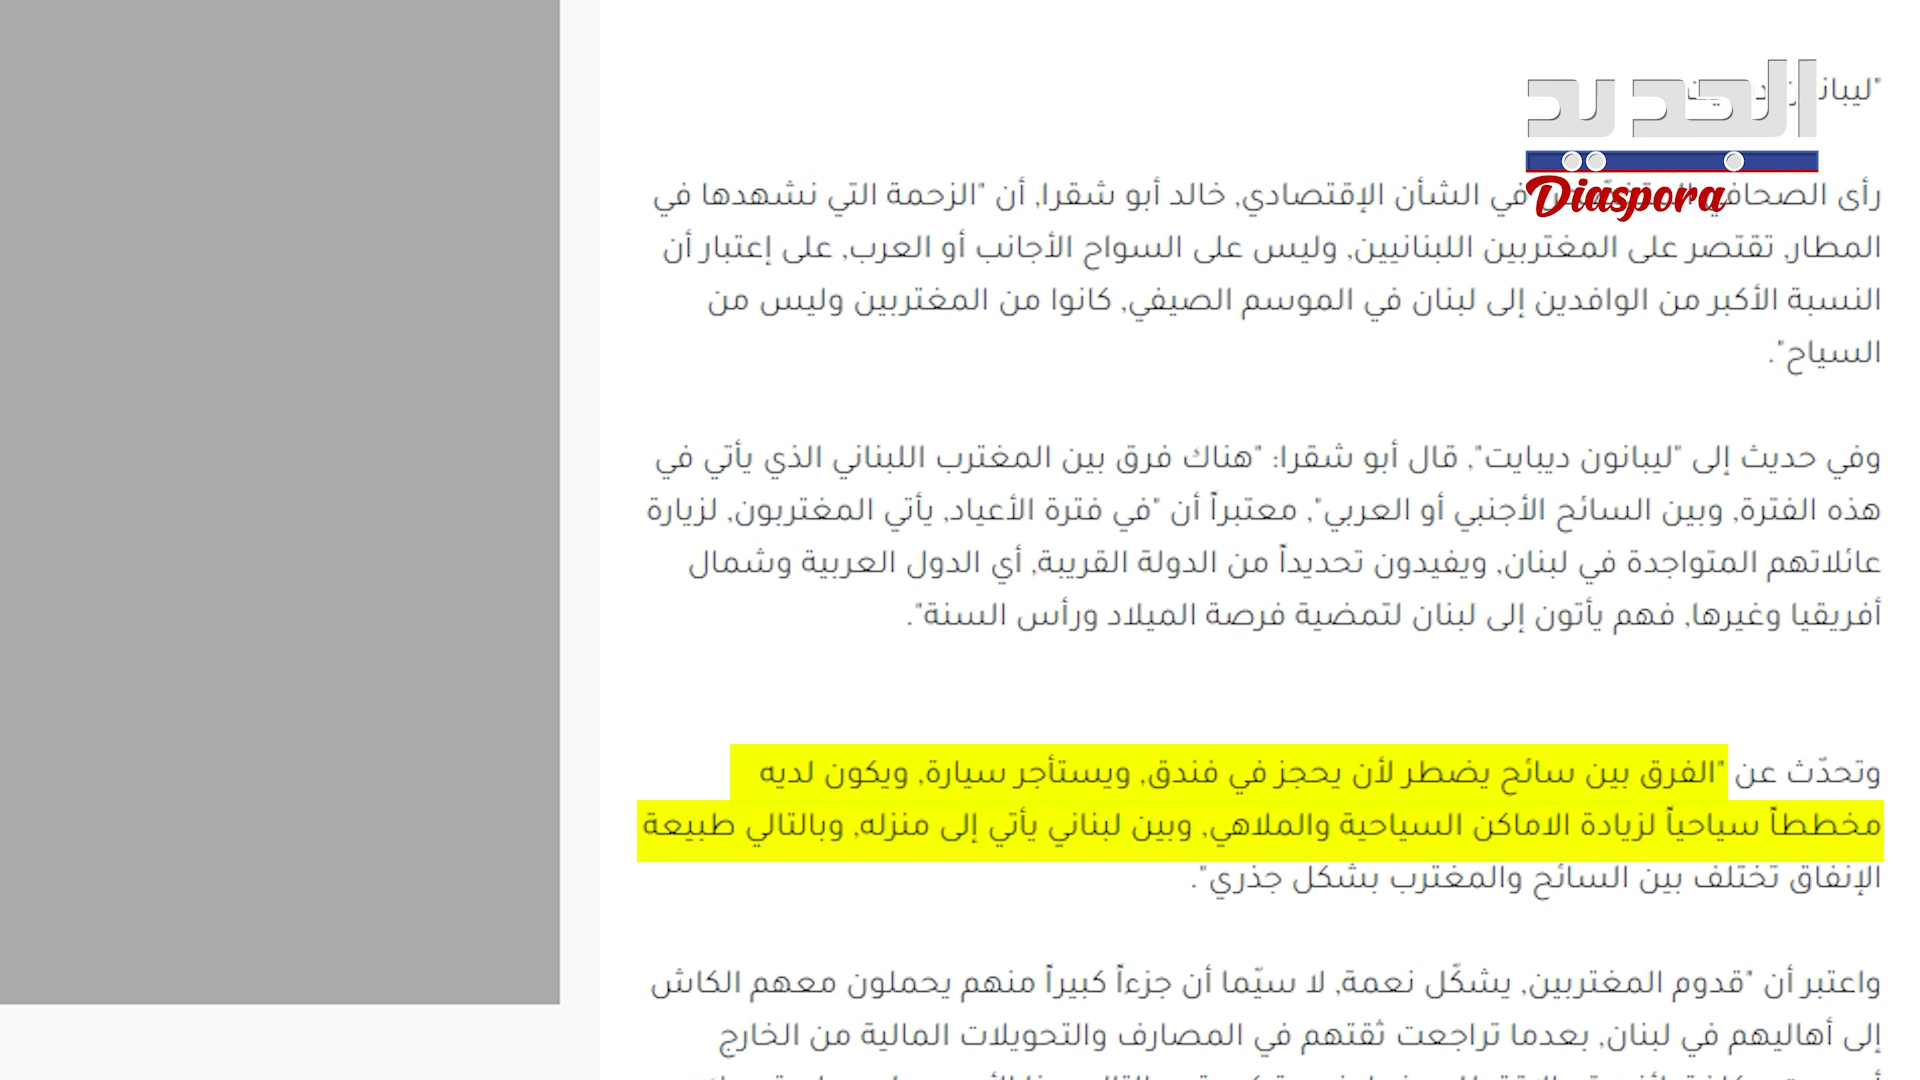 "ليبانون ديبايت"
الجديد
Diaspora
رأى الصحافي المتخصّص في الشأن الإقتصادي, خالد أبو شقرا, أن "الزحمة التي نشهدها في
المطار, تقتصر على المغتربين اللبنانيين, وليس على السواح الأجانب أو العرب, على إعتبار أن
النسبة الأكبر من الوافدين إلى لبنان في الموسم الصيفي, كانوا من المغتربين وليس من
السياح".
وفي حديث إلى "ليبانون ديبايت", قال أبو شقرا: "هناك فرق بين المغترب اللبناني الذي يأتي في
هذه الفترة, وبين السائح الأجنبي أو العربي", معتبراً أن "في فترة الأعياد, يأتي المغتربون, لزيارة
عائلاتهم المتواجدة في لبنان, ويفيدون تحديداً من الدولة القريبة, أي الدول العربية وشمال
أفريقيا وغيرها, فهم يأتون إلى لبنان لتمضية فرصة الميلاد ورأس السنة".
وتحدّث عن "الفرق بين سائح يضطر لأن يحجز في فندق, ويستأجر سيارة, ويكون لديه
مخططاً سياحياً لزيادة الاماكن السياحية والملاهي, وبين لبناني يأتي إلى منزله, وبالتالي طبيعة
الإنفاق تختلف بين السائح والمغترب بشكل جذري".
واعتبر أن "قدوم المغتربين, يشكّل نعمة, لا سيّما أن جزءاً كبيراً منهم يحملون معهم الكاش
إلى أهاليهم في لبنان, بعدما تراجعت ثقتهم في المصارف والتحويلات المالية من الخارج